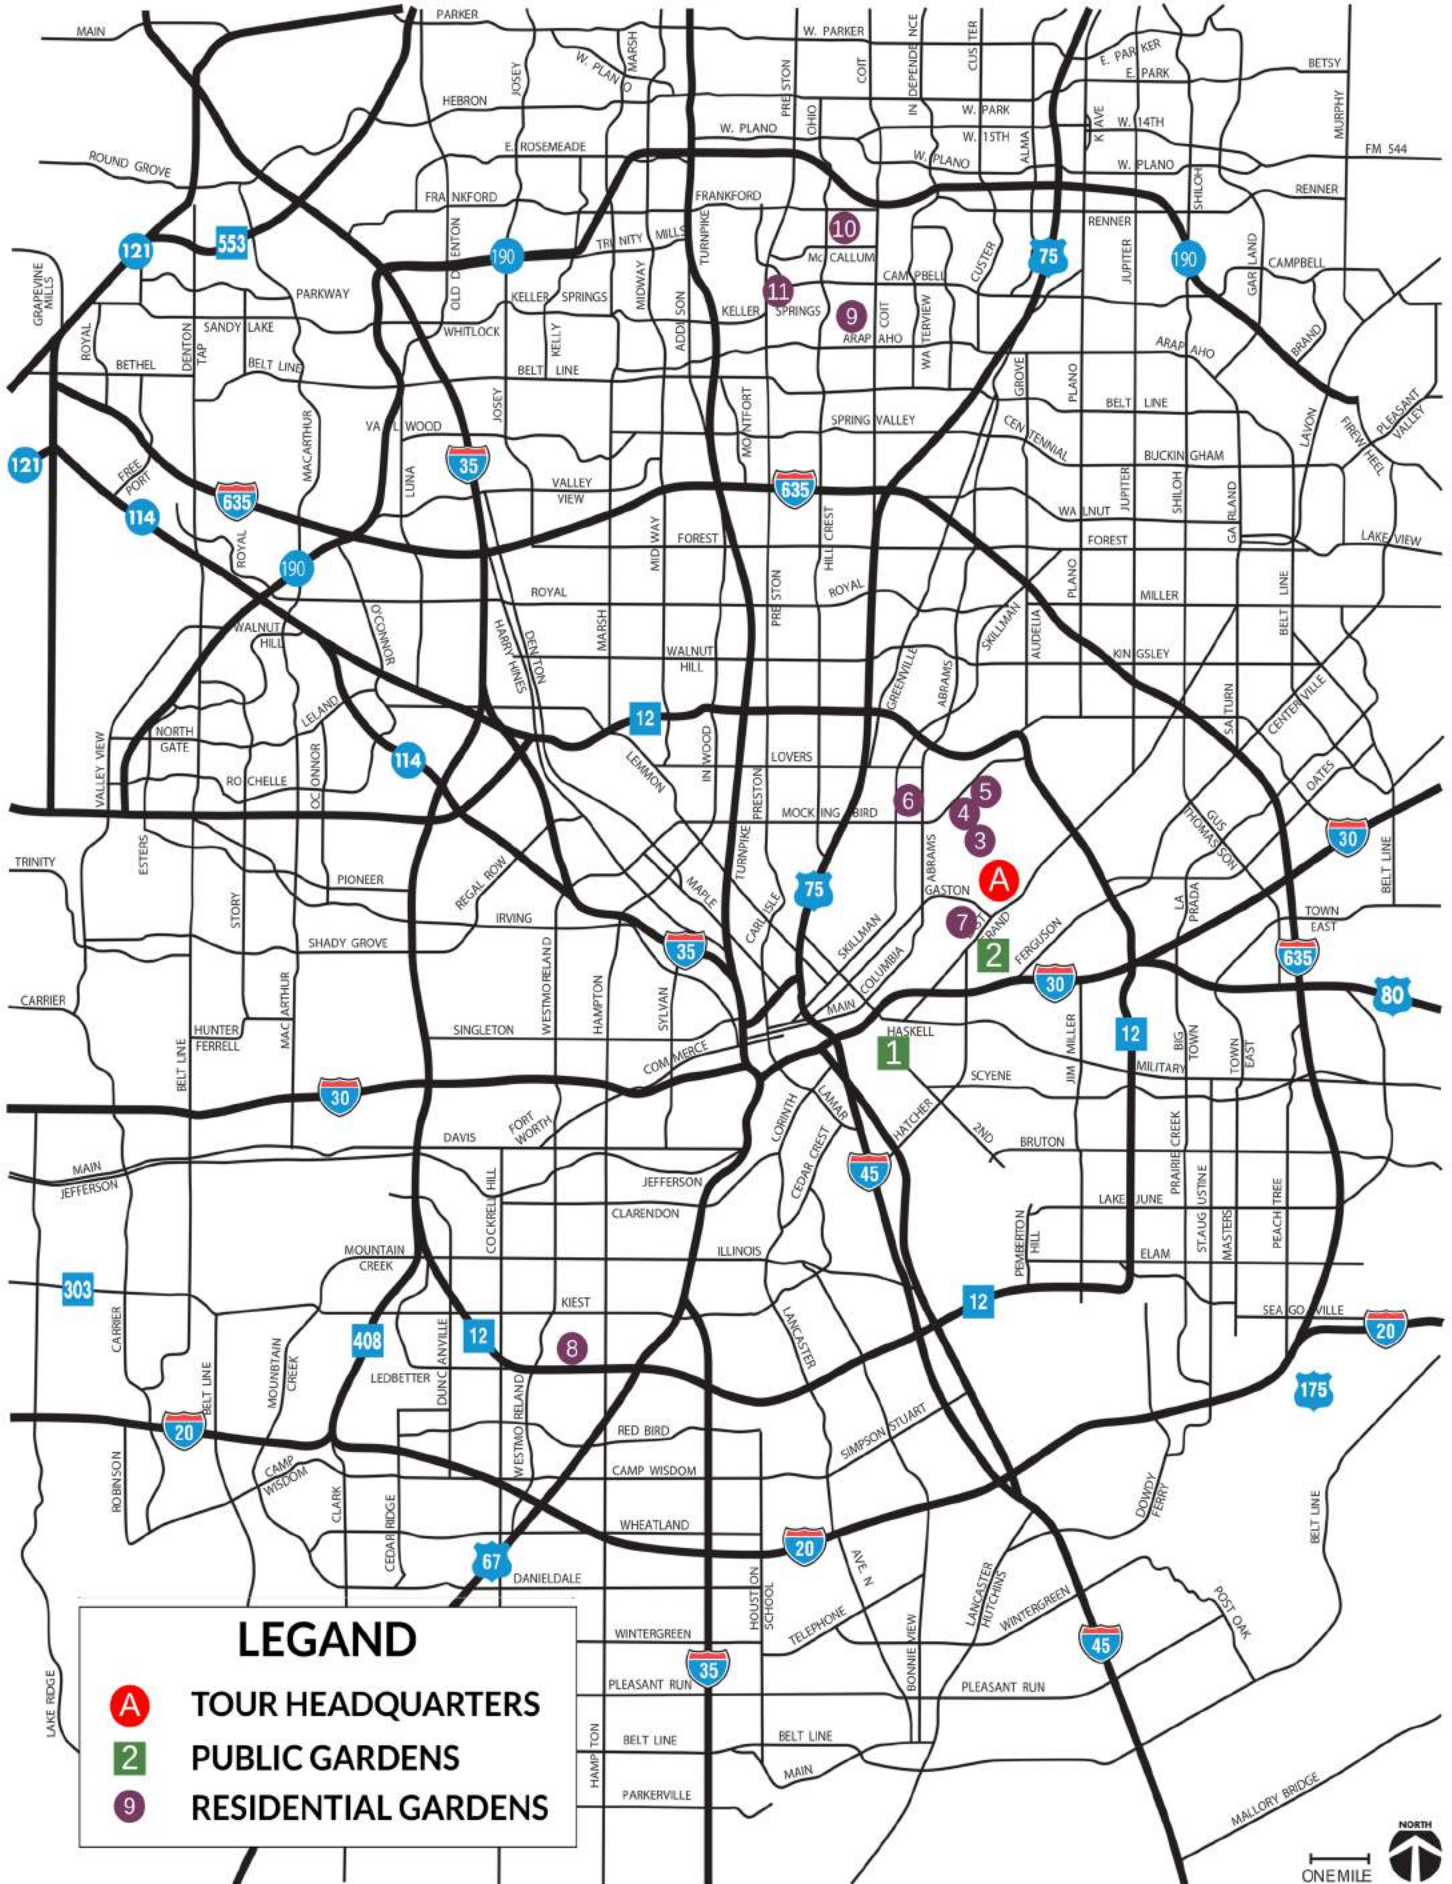 MAIN
PARKER
W. PARKER
E. PARKER
E. PARK
BETSY
MARSH
W. PLANO
JOSEY
PRESTON
COIT
INDEPENDENCE
CUSTER
HEBRON
OHIO
W. PARK
K AVE
W. 14TH
MURPHY
W. PLANO
W. 15TH
ALMA
E. ROSEMEADE
W. PLANO
W. PLANO
FM 544
ROUND GROVE
FRANKFORD
FRANKFORD
SHILOH
RENNER
RENNER
OLD DENTON
TURNPIKE
10
121
553
190
TRINITY MILLS
75
190
Mc CALLUM
CUSTER
JUPITER
GARLAND
CAMPBELL
GRAPEVINE
MILLS
PARKWAY
KELLER SPRINGS
MIDWAY
ADDISON
11
CAMPBELL
KELLER SPRINGS
9
COIT
WATERVIEW
ROYAL
DENTON
TAP
SANDY LAKE
WHITLOCK
KELLY
ARAPAHO
ARAPAHO
BRAND
BETHEL
BELT LINE
BELT LINE
GROVE
PLANO
JOSEY
MONTFORT
BELT LINE
MACARTHUR
VALLWOOD
SPRING VALLEY
CENTENNIAL
LAVON
FIREWHEEL
PLEASANT
VALLEY
121
FREE
PORT
35
LUNA
BUCKINGHAM
635
VALLEY
VIEW
635
JUPITER
SHILOH
GARLAND
114
WALNUT
ROYAL
MIDWAY
FOREST
HILLCREST
FOREST
LAKE VIEW
190
ROYAL
PRESTON
ROYAL
PLANO
MILLER
BELT LINE
WALNUT
HILL
O'CONNOR
HARRY HINES
DENTON
MARSH
WALNUT
HILL
SKILLMAN
AUDELIA
KINGSLEY
GREENVILLE
ABRAMS
LELAND
12
SATURN
CENTERVILLE
NORTH
GATE
114
LEMMON
INWOOD
LOVERS
VALLEY VIEW
ROCHELLE
OCONNOR
PRESTON
OATES
6
5
4
MOCKINGBIRD
GUS
THOMASSON
3
30
TRINITY
ESTERS
TURNPIKE
ABRAMS
BELT LINE
PIONEER
REGAL ROW
MAPLE
75
GASTON
A
LA
PRADA
STORY
IRVING
CARLISLE
7
GRAND
TOWN
EAST
SHADY GROVE
35
SKILLMAN
2
FERGUSON
635
WESTMORELAND
HAMPTON
SYLVAN
COLUMBIA
30
80
CARRIER
MACARTHUR
MAIN
HUNTER
FERRELL
SINGLETON
HASKELL
1
JIM MILLER
12
BIG
TOWN
TOWN
EAST
BELT LINE
COMMERCE
MILITARY
30
SCYENE
CORINTH
LAMAR
HATCHER
FORT
WORTH
DAVIS
2ND
BRUTON
PRAIRIE CREEK
CEDAR CREST
MAIN
JEFFERSON
JEFFERSON
45
COCKRELL HILL
CLARENDON
LAKE JUNE
ST.AUGUSTINE
MASTERS
PEACH TREE
PEMBERTON
HILL
MOUNTAIN
CREEK
ILLINOIS
ELAM
303
KIEST
12
SEAGOVILLE
20
CARRIER
408
12
8
LANCASTER
DUNCANVILLE
BELT LINE
MOUNBTAIN
CREEK
LEDBETTER
WESTMORELAND
175
20
RED BIRD
SIMPSON STUART
CAMP
WISDOM
CAMP WISDOM
ROBINSON
CLARK
CEDAR RIDGE
DOWDY
FERRY
BELT LINE
WHEATLAND
20
67
AVE. N
DANIELDALE
HOUSTON
SCHOOL
LANCASTER
HUTCHINS
WINTERGREEN
POST OAK
TELEPHONE
WINTERGREEN
45
BONNIE VIEW
35
PLEASANT RUN
PLEASANT RUN
LAKE RIDGE
BELT LINE
BELT LINE
HAMPTON
MAIN
PARKERVILLE
MALLORY BRIDGE
LEGAND
A TOUR HEADQUARTERS
2 PUBLIC GARDENS
9 RESIDENTIAL GARDENS
NORTH
ONE MILE